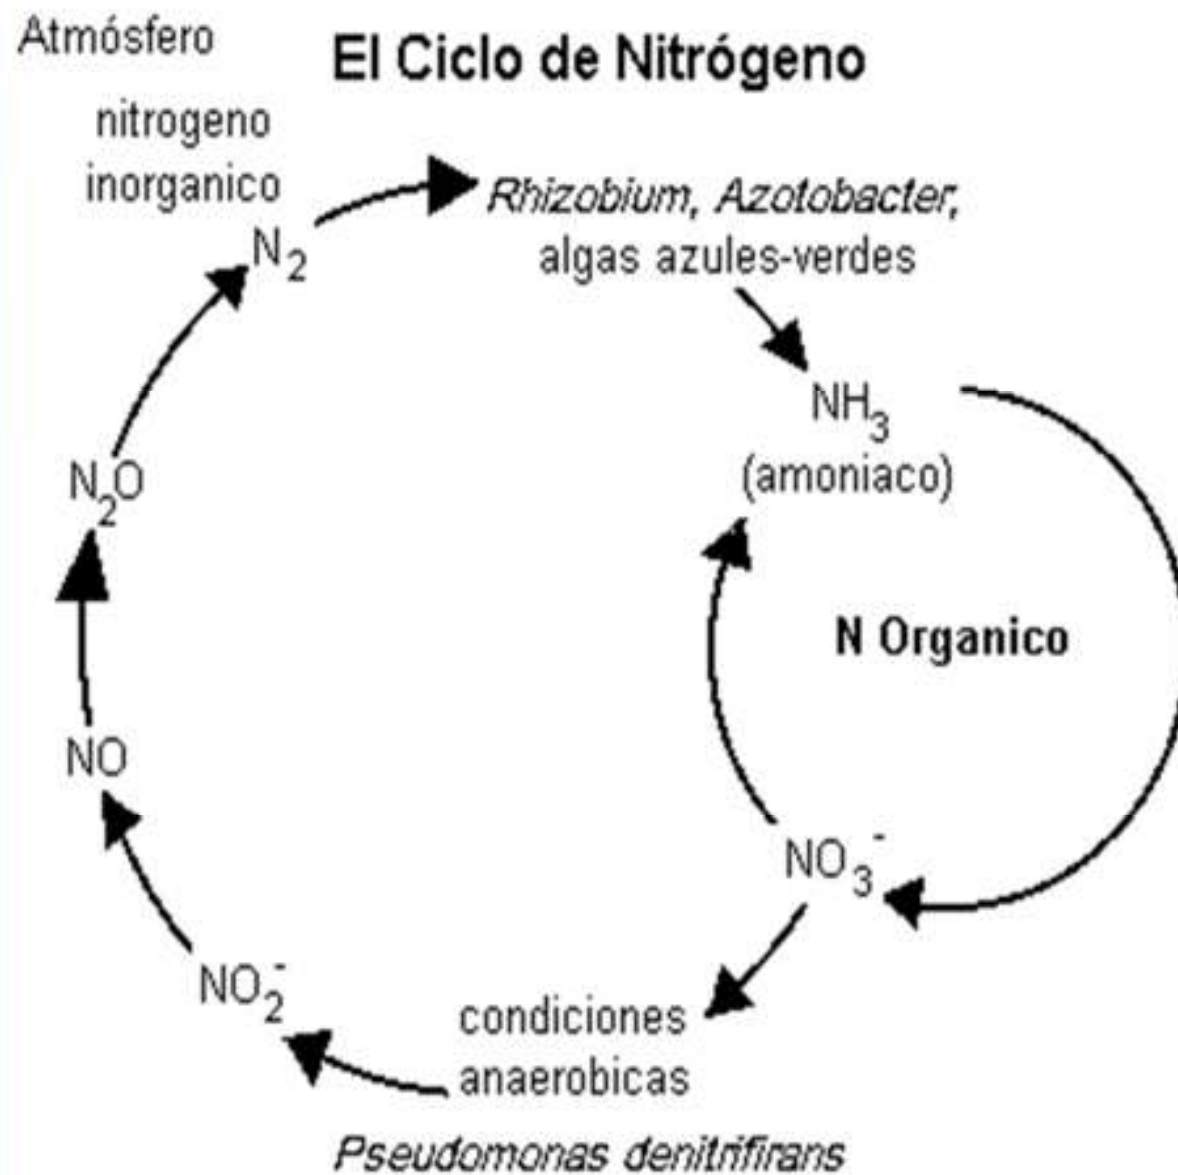 Atmósfero
El Ciclo de Nitrógeno
nitrogeno
inorganico
N₂
Rhizobium, Azotobacter,
algas azules-verdes
NH₃
(amoniaco)
N Organico
NO₃⁻
condiciones
anaerobicas
Pseudomonas denitrifirans
NO₂⁻
NO
N₂O